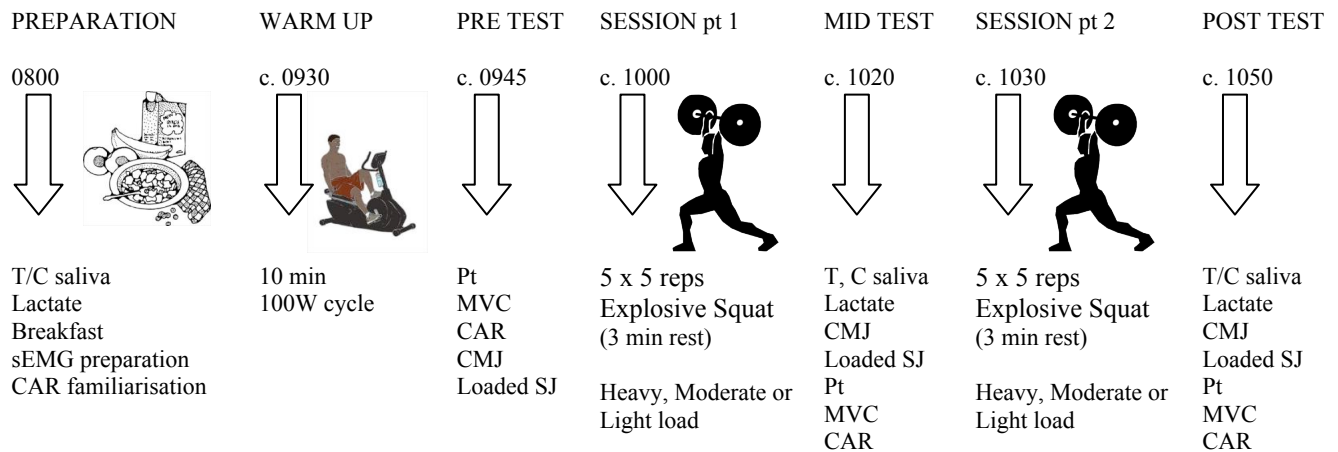 PREPARATION
0800
T/C saliva
Lactate
Breakfast
sEMG preparation
CAR familiarisation
WARM UP
c. 0930
10 min
100W cycle
PRE TEST
c. 0945
Pt
MVC
CAR
CMJ
Loaded SJ
SESSION pt 1
c. 1000
5 x 5 reps
Explosive Squat
(3 min rest)
Heavy, Moderate or
Light load
MID TEST
c. 1020
T, C saliva
Lactate
CMJ
Loaded SJ
Pt
MVC
CAR
SESSION pt 2
c. 1030
5 x 5 reps
Explosive Squat
(3 min rest)
Heavy, Moderate or
Light load
POST TEST
c. 1050
T/C saliva
Lactate
CMJ
Loaded SJ
Pt
MVC
CAR